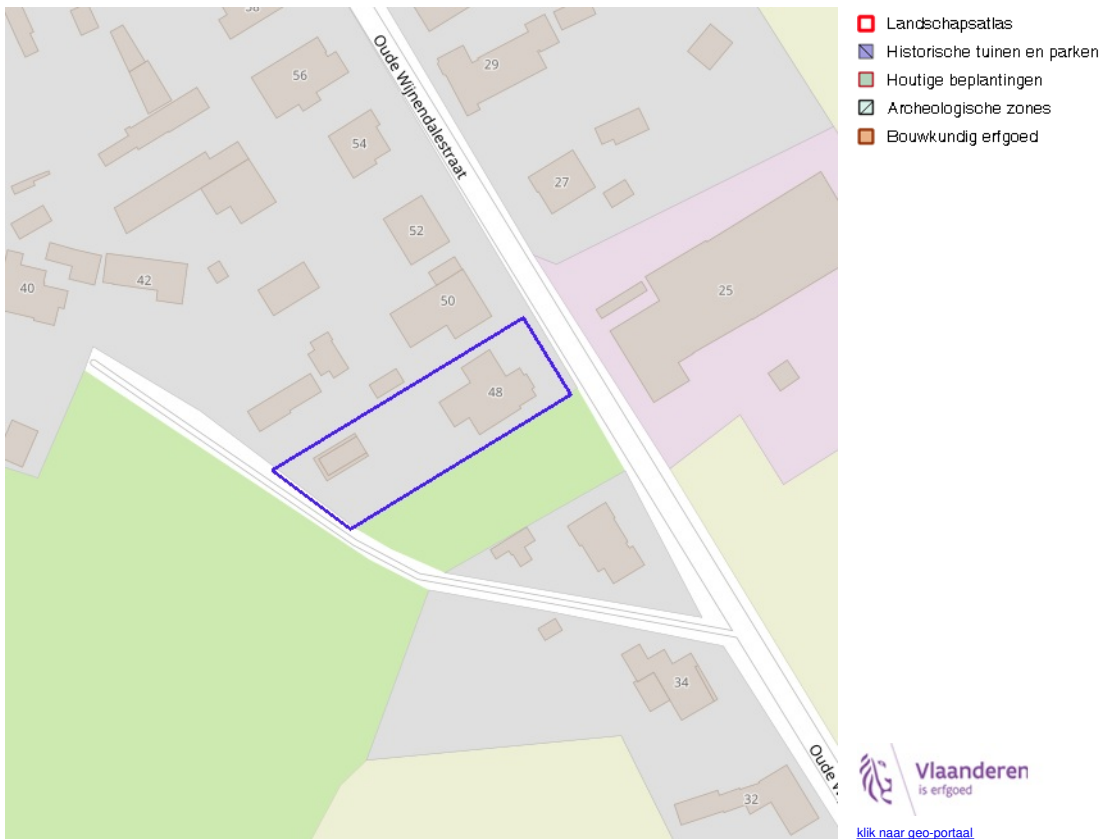 Landschapsatlas
Historische tuinen en parken
Houtige beplantingen
Archeologische zones
Bouwkundig erfgoed
58
56
29
Oude Wijnendalestraat
54
27
52
42
40
50
25
48
34
32
Oude W
Vlaanderen
is erfgoed
klik naar geo-portaal